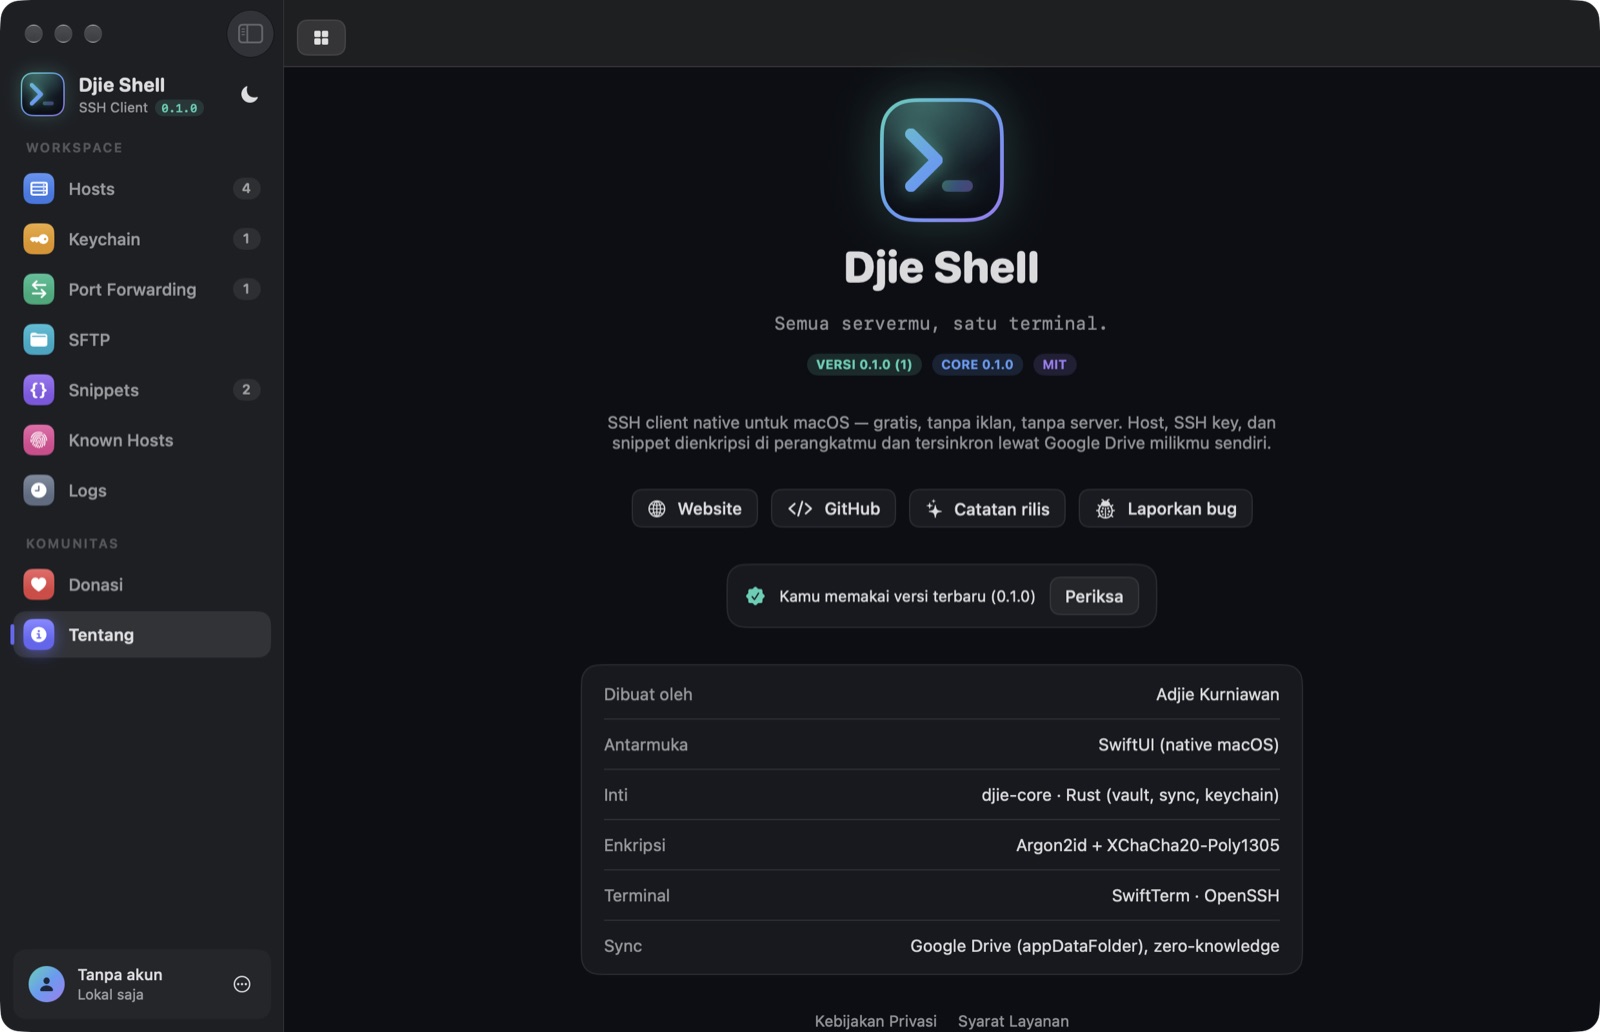 Djie Shell
SSH Client 0.1.0
WORKSPACE
Hosts 4
Keychain 1
Port Forwarding 1
SFTP
Snippets 2
Known Hosts
Logs
KOMUNITAS
Donasi
Tentang
Tanpa akun
Lokal saja
Djie Shell
Semua servermu, satu terminal.
VERSI 0.1.0 (1) CORE 0.1.0 MIT
SSH client native untuk macOS — gratis, tanpa iklan, tanpa server. Host, SSH key, dan
snippet dienkripsi di perangkatmu dan tersinkron lewat Google Drive milikmu sendiri.
Website GitHub Catatan rilis Laporkan bug
Kamu memakai versi terbaru (0.1.0) Periksa
Dibuat oleh Adjie Kurniawan
Antarmuka SwiftUI (native macOS)
Inti djie-core · Rust (vault, sync, keychain)
Enkripsi Argon2id + XChaCha20-Poly1305
Terminal SwiftTerm · OpenSSH
Sync Google Drive (appDataFolder), zero-knowledge
Kebijakan Privasi Syarat Layanan